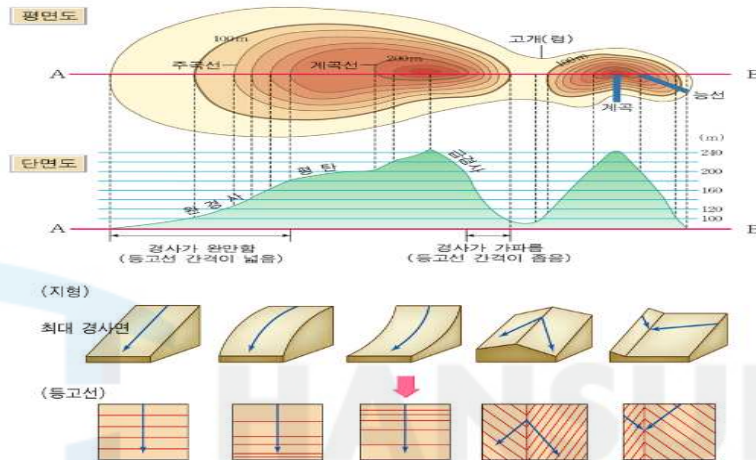 평면도
고개(령)
100m
주곡선
계곡선
200m
100m
A
B
능선
계곡
(m)
240
200
160
120
100
단면도
완경사
평탄
급경사
A
B
경사가 완만함
(등고선 간격이 넓음)
경사가 가파름
(등고선 간격이 좁음)
(지형)
최대 경사면
(등고선)
HANSU